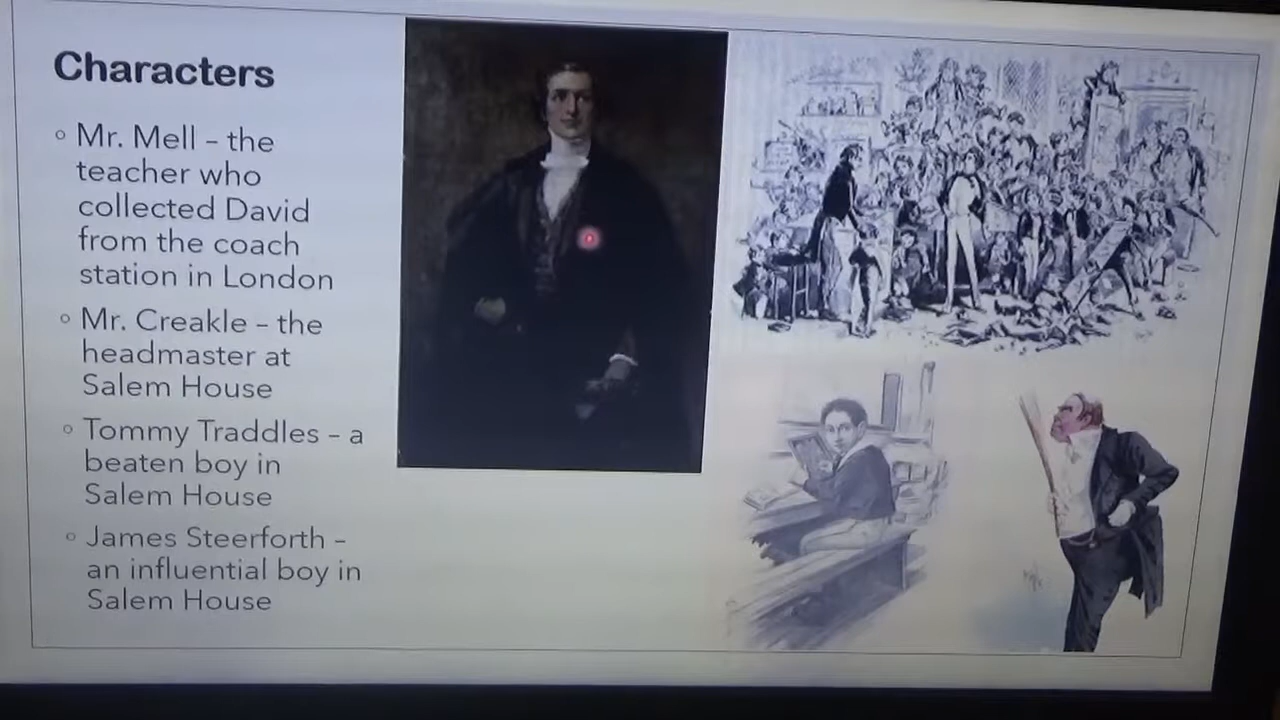 Characters
◦ Mr. Mell – the
teacher who
collected David
from the coach
station in London
◦ Mr. Creakle – the
headmaster at
Salem House
◦ Tommy Traddles – a
beaten boy in
Salem House
◦ James Steerforth –
an influential boy in
Salem House